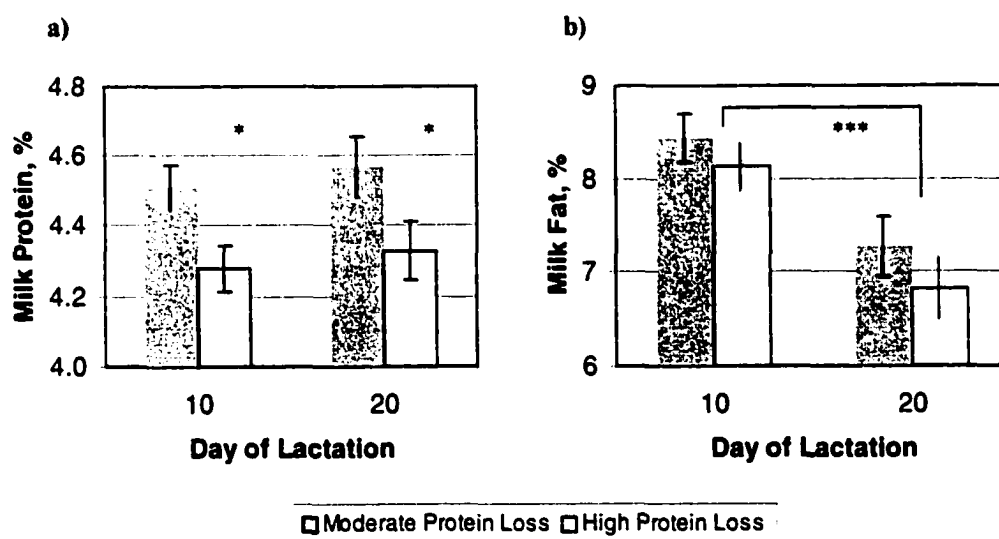 a)
Milk Protein, %
4.8
4.6
4.4
4.2
4.0
*
*
10
20
Day of Lactation
b)
Milk Fat, %
9
8
7
6
***
10
20
Day of Lactation
Moderate Protein Loss High Protein Loss